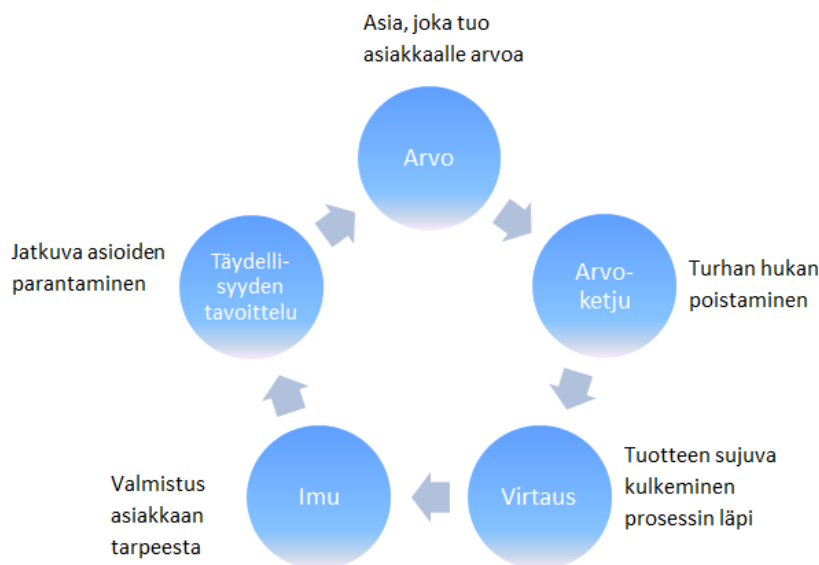 Asia, joka tuo
asiakkaalle arvoa
Arvo
Arvo-
ketju
Turhan hukan
poistaminen
Virtaus
Tuotteen sujuva
kulkeminen
prosessin läpi
Imu
Valmistus
asiakkaan
tarpeesta
Täydelli-
syyden
tavoittelu
Jatkuva asioiden
parantaminen